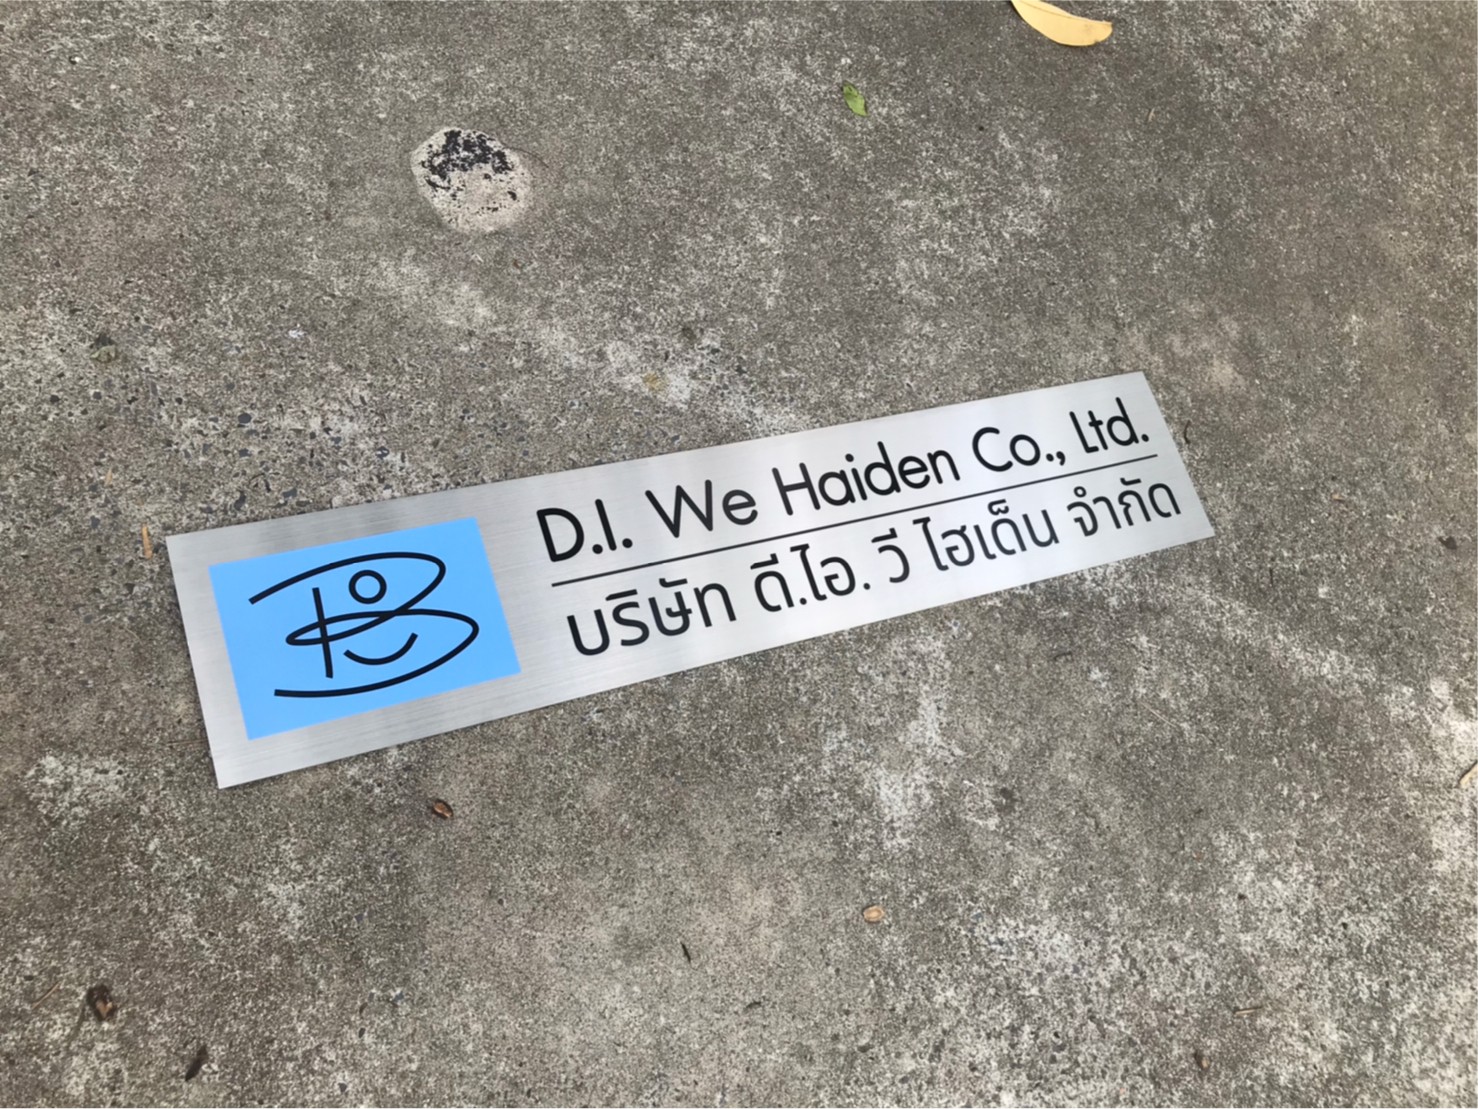 D.I. We Haiden Co., Ltd.
บริษัท ดี.ไอ. วี ไฮเด็น จำกัด